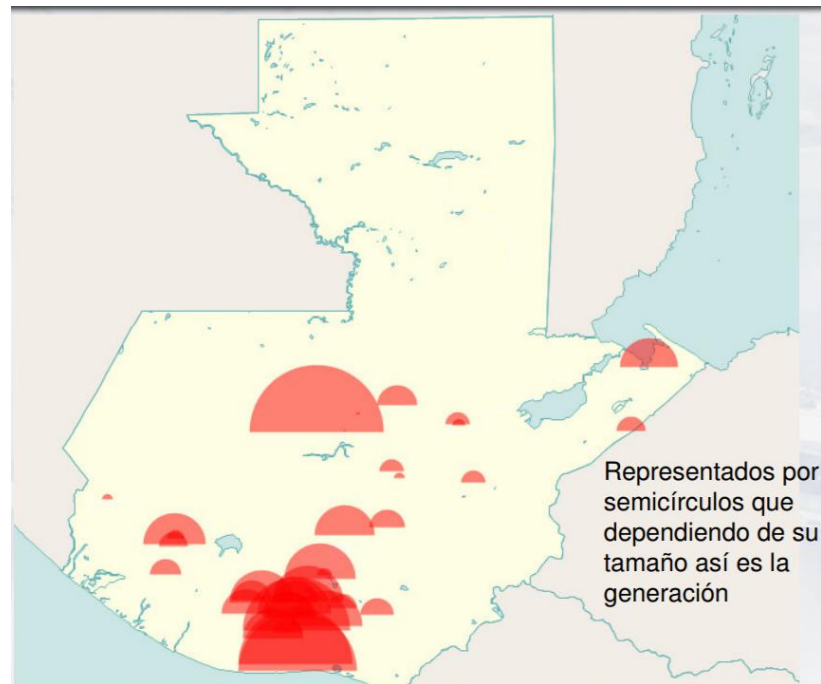 Representados por
semicírculos que
dependiendo de su
tamaño así es la
generación